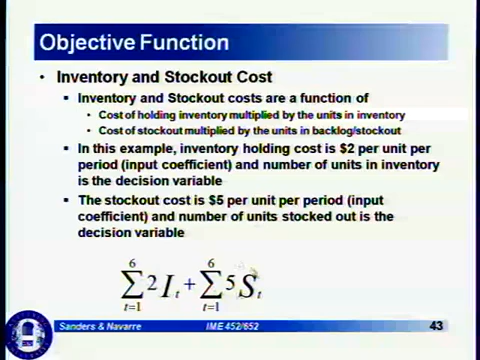 Objective Function
• Inventory and Stockout Cost
Inventory and Stockout costs are a function of
Cost of holding inventory multiplied by the units in inventory
Cost of stockout multiplied by the units in backlog/stockout
In this example, inventory holding cost is $2 per unit per
period (input coefficient) and number of units in inventory
is the decision variable
The stockout cost is $5 per unit per period (input
coefficient) and number of units stocked out is the
decision variable
6 ∑ t=1 2 I t + 6 ∑ t=1 5 S t
Sanders & Navarre IME 452/652 43